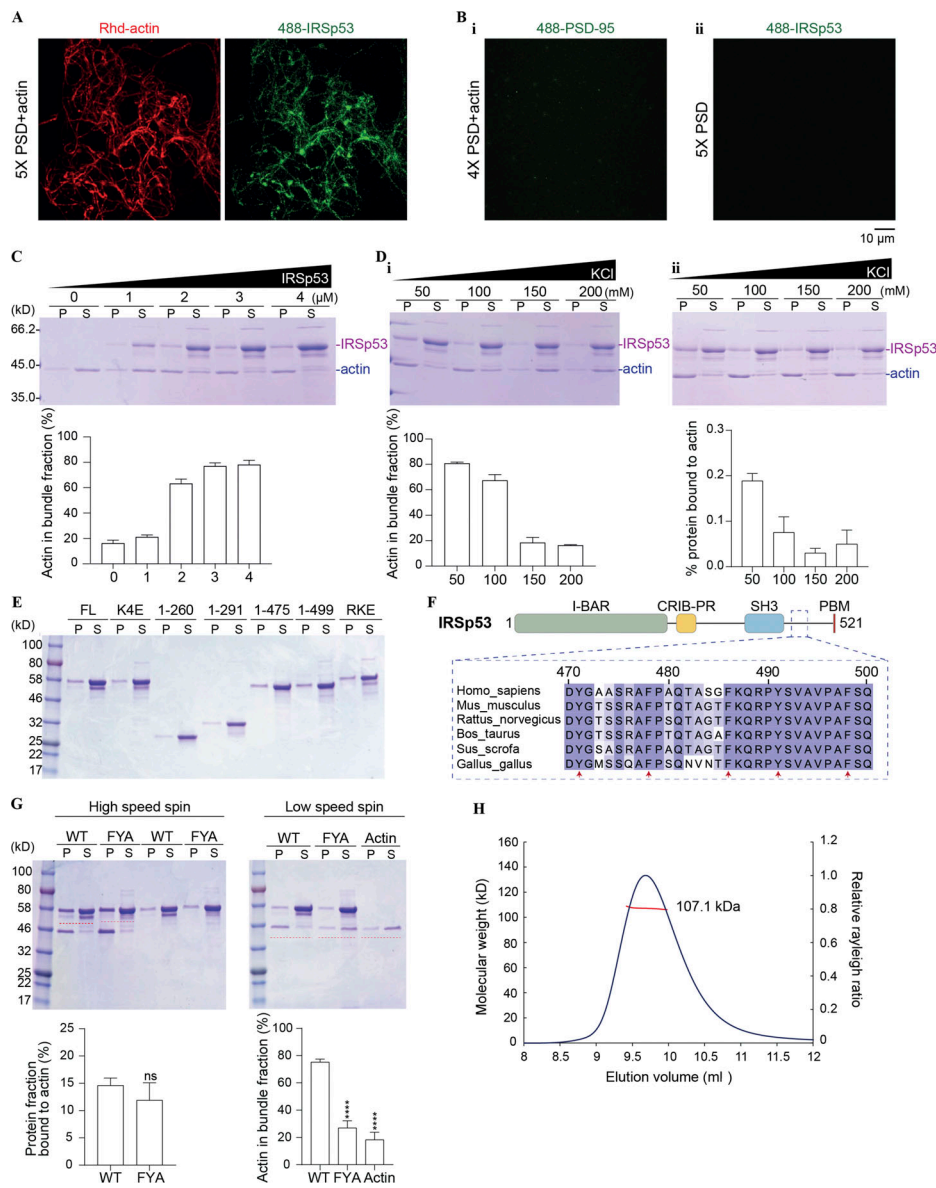 A
Rhd-actin
488-IRSp53
5X PSD+actin
B
i
488-PSD-95
4X PSD+actin
ii
488-IRSp53
5X PSD
10 µm
C
IRSp53
0 1 2 3 4 (µM)
P S P S P S P S P S
(kD)
66.2
45.0
35.0
-IRSp53
-actin
Actin in bundle fraction (%)
100
80
60
40
20
0
0 1 2 3 4
D
i
KCl
50 100 150 200 (mM)
P S P S P S P S
-IRSp53
-actin
Actin in bundle fraction (%)
100
80
60
40
20
0
50 100 150 200
ii
KCl
50 100 150 200 (mM)
P S P S P S P S
IRSp53
actin
% protein bound to actin
0.3
0.2
0.1
0
50 100 150 200
E
FL K4E 1-260 1-291 1-475 1-499 RKE
(kD) P S P S P S P S P S P S P S
100
80
58
46
32
25
22
17
F
I-BAR CRIB-PR SH3 PBM
IRSp53 1 521
470 480 490 500
Homo_sapiens DYGAASRAFPAQTASGFKQRPYSVAVPAFSQ
Mus_musculus DYGTSSRAFPTQTAGTFKQRPYSVAVPAFSQ
Rattus_norvegicus DYGTSSRAFPSQTAGTFKQRPYSVAVPAFSQ
Bos_taurus DYGTSSRAFPTQTAGAFKQRPYSVAVPAFSQ
Sus_scrofa DYGSASRAFPTQTAGTFKQRPYSVAVPAFSQ
Gallus_gallus DYGMSSQAFPSQNVNTFKQRPYSVAVPAFSQ
G
High speed spin
WT FYA WT FYA
(kD) P S P S P S P S
100
80
58
46
32
25
22
17
Low speed spin
WT FYA Actin
P S P S P S
Protein fraction
bound to actin (%)
25
20
15
10
5
0
ns
WT FYA
Actin in bundle fraction (%)
100
80
60
40
20
0
****
****
WT FYA Actin
H
Molecular weight (kD)
160
140
120
100
80
60
40
20
0
107.1 kDa
1.2
1.0
0.8
0.6
0.4
0.2
0
Relative rayleigh ratio
8 8.5 9 9.5 10 10.5 11 11.5 12
Elution volume (ml )